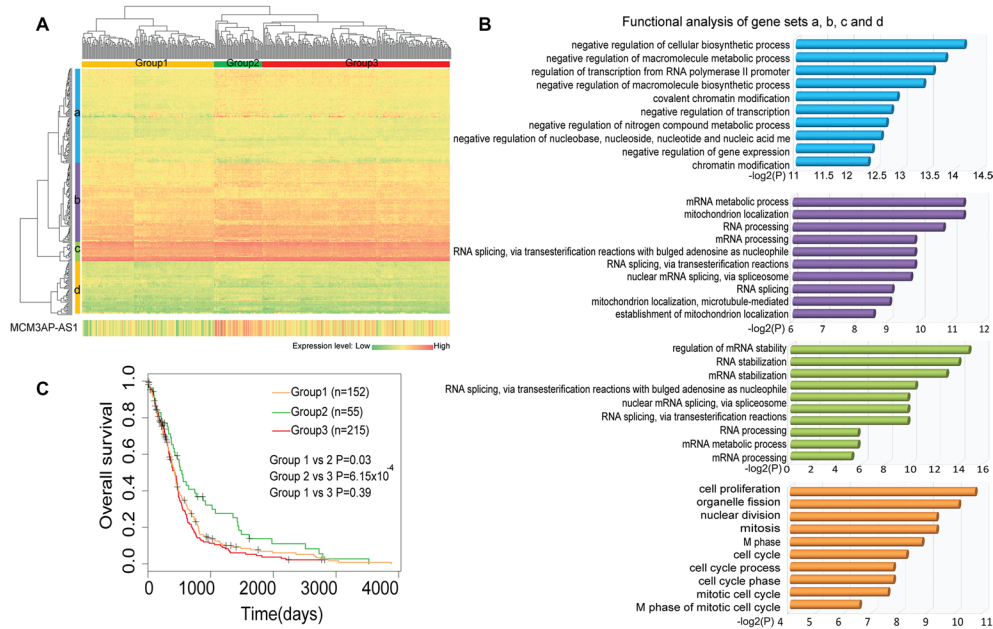 A
Group1 Group2 Group3
a
b
c
d
MCM3AP-AS1
Expression level: Low High
B
Functional analysis of gene sets a, b, c and d
negative regulation of cellular biosynthetic process
negative regulation of macromolecule metabolic process
regulation of transcription from RNA polymerase II promoter
negative regulation of macromolecule biosynthetic process
covalent chromatin modification
negative regulation of transcription
negative regulation of nitrogen compound metabolic process
negative regulation of nucleobase, nucleoside, nucleotide and nucleic acid me
negative regulation of gene expression
chromatin modification
-log2(P) 11 11.5 12 12.5 13 13.5 14 14.5
mRNA metabolic process
mitochondrion localization
RNA processing
mRNA processing
RNA splicing, via transesterification reactions with bulged adenosine as nucleophile
RNA splicing, via transesterification reactions
nuclear mRNA splicing, via spliceosome
RNA splicing
mitochondrion localization, microtubule-mediated
establishment of mitochondrion localization
-log2(P) 6 7 8 9 10 11 12
regulation of mRNA stability
RNA stabilization
mRNA stabilization
RNA splicing, via transesterification reactions with bulged adenosine as nucleophile
nuclear mRNA splicing, via spliceosome
RNA splicing, via transesterification reactions
RNA processing
mRNA metabolic process
mRNA processing
-log2(P) 0 2 4 6 8 10 12 14 16
cell proliferation
organelle fission
nuclear division
mitosis
M phase
cell cycle
cell cycle process
cell cycle phase
mitotic cell cycle
M phase of mitotic cell cycle
-log2(P) 4 5 6 7 8 9 10 11
C
Overall survival
1.0
0.8
0.6
0.4
0.2
0.0
Group1 (n=152)
Group2 (n=55)
Group3 (n=215)
Group 1 vs 2 P=0.03
Group 2 vs 3 P=6.15x10-4
Group 1 vs 3 P=0.39
0 1000 2000 3000 4000
Time(days)